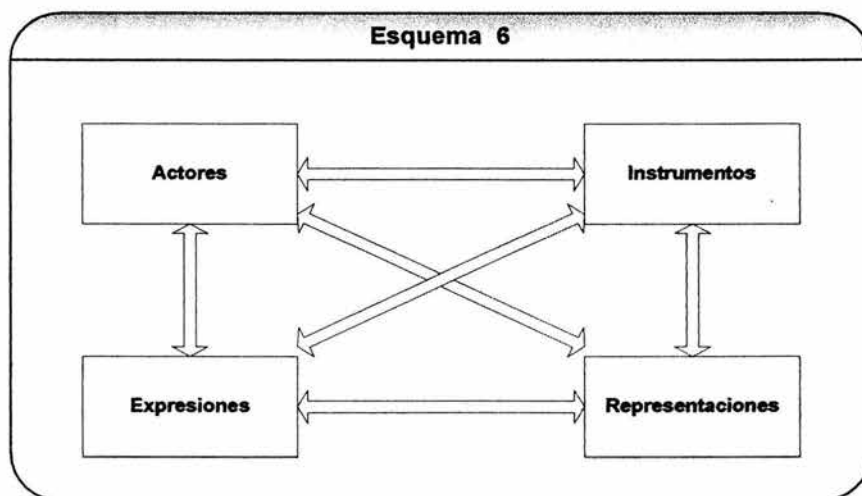 Esquema 6
Actores
Instrumentos
Expresiones
Representaciones